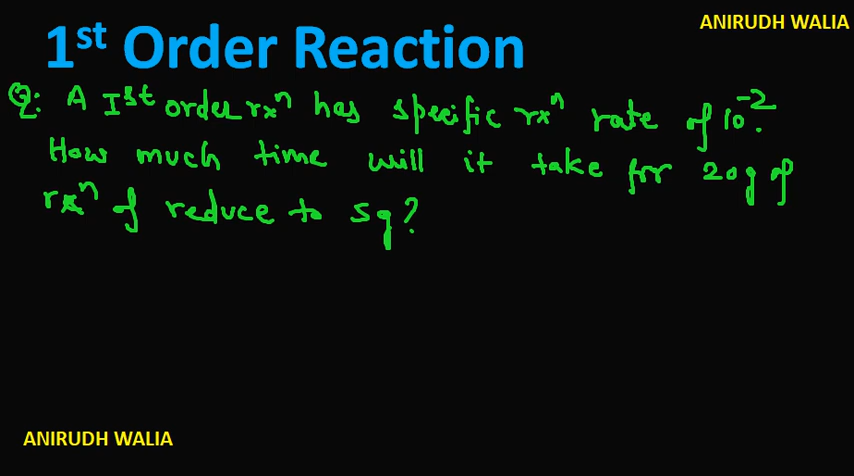 ANIRUDH WALIA
1st Order Reaction
Q: A Ist order rxn has specific rxn rate of 10-2.
How much time will it take for 20g of
rxn of reduce to 5g?
ANIRUDH WALIA